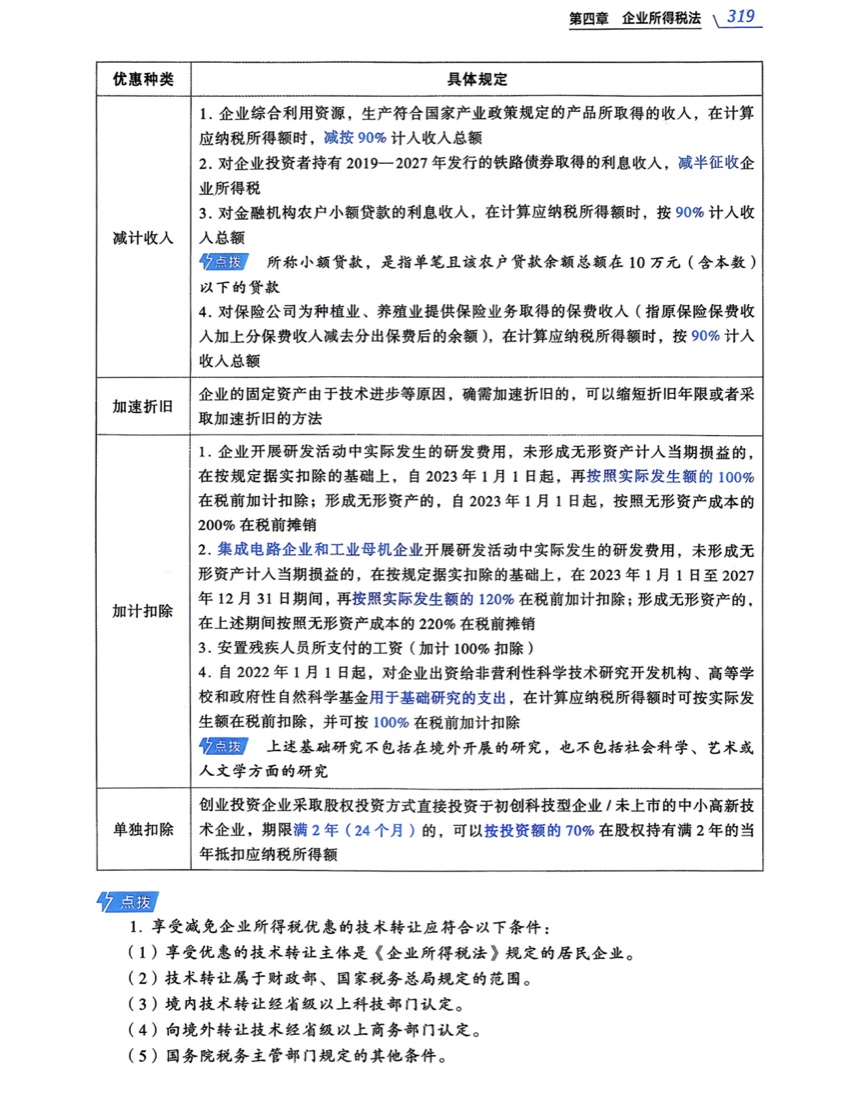 第四章 企业所得税法 319
优惠种类 具体规定
减计收入
1. 企业综合利用资源，生产符合国家产业政策规定的产品所取得的收入，在计算
应纳税所得额时，减按 90% 计入收入总额
2. 对企业投资者持有 2019—2027 年发行的铁路债券取得的利息收入，减半征收企
业所得税
3. 对金融机构农户小额贷款的利息收入，在计算应纳税所得额时，按 90% 计入收
入总额
点拨 所称小额贷款，是指单笔且该农户贷款余额总额在 10 万元（含本数）
以下的贷款
4. 对保险公司为种植业、养殖业提供保险业务取得的保费收入（指原保险保费收
入加上分保费收入减去分出保费后的余额），在计算应纳税所得额时，按 90% 计入
收入总额
加速折旧
企业的固定资产由于技术进步等原因，确需加速折旧的，可以缩短折旧年限或者采
取加速折旧的方法
加计扣除
1. 企业开展研发活动中实际发生的研发费用，未形成无形资产计入当期损益的，
在按规定据实扣除的基础上，自 2023 年 1 月 1 日起，再按照实际发生额的 100%
在税前加计扣除；形成无形资产的，自 2023 年 1 月 1 日起，按照无形资产成本的
200% 在税前摊销
2. 集成电路企业和工业母机企业开展研发活动中实际发生的研发费用，未形成无
形资产计入当期损益的，在按规定据实扣除的基础上，在 2023 年 1 月 1 日至 2027
年 12 月 31 日期间，再按照实际发生额的 120% 在税前加计扣除；形成无形资产的，
在上述期间按照无形资产成本的 220% 在税前摊销
3. 安置残疾人员所支付的工资（加计 100% 扣除）
4. 自 2022 年 1 月 1 日起，对企业出资给非营利性科学技术研究开发机构、高等学
校和政府性自然科学基金用于基础研究的支出，在计算应纳税所得额时可按实际发
生额在税前扣除，并可按 100% 在税前加计扣除
点拨 上述基础研究不包括在境外开展的研究，也不包括社会科学、艺术或
人文学方面的研究
单独扣除
创业投资企业采取股权投资方式直接投资于初创科技型企业 / 未上市的中小高新技
术企业，期限满 2 年（24 个月）的，可以按投资额的 70% 在股权持有满 2 年的当
年抵扣应纳税所得额
点拨
1. 享受减免企业所得税优惠的技术转让应符合以下条件：
（1）享受优惠的技术转让主体是《企业所得税法》规定的居民企业。
（2）技术转让属于财政部、国家税务总局规定的范围。
（3）境内技术转让经省级以上科技部门认定。
（4）向境外转让技术经省级以上商务部门认定。
（5）国务院税务主管部门规定的其他条件。